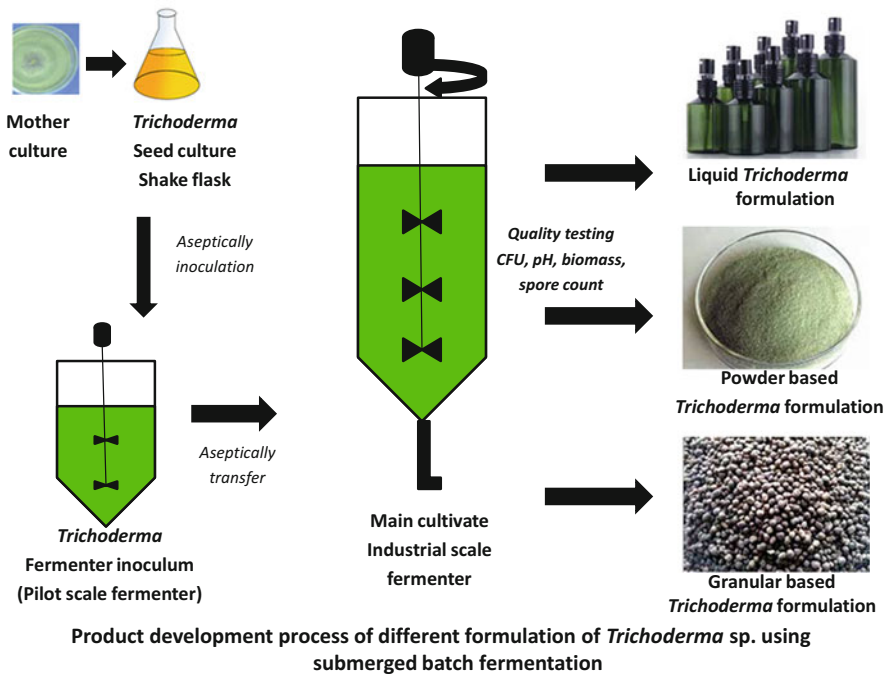 Mother
culture
Trichoderma
Seed culture
Shake flask
Aseptically
inoculation
Trichoderma
Fermenter inoculum
(Pilot scale fermenter)
Aseptically
transfer
Main cultivate
Industrial scale
fermenter
Quality testing
CFU, pH, biomass,
spore count
Liquid Trichoderma
formulation
Powder based
Trichoderma formulation
Granular based
Trichoderma formulation
Product development process of different formulation of Trichoderma sp. using
submerged batch fermentation